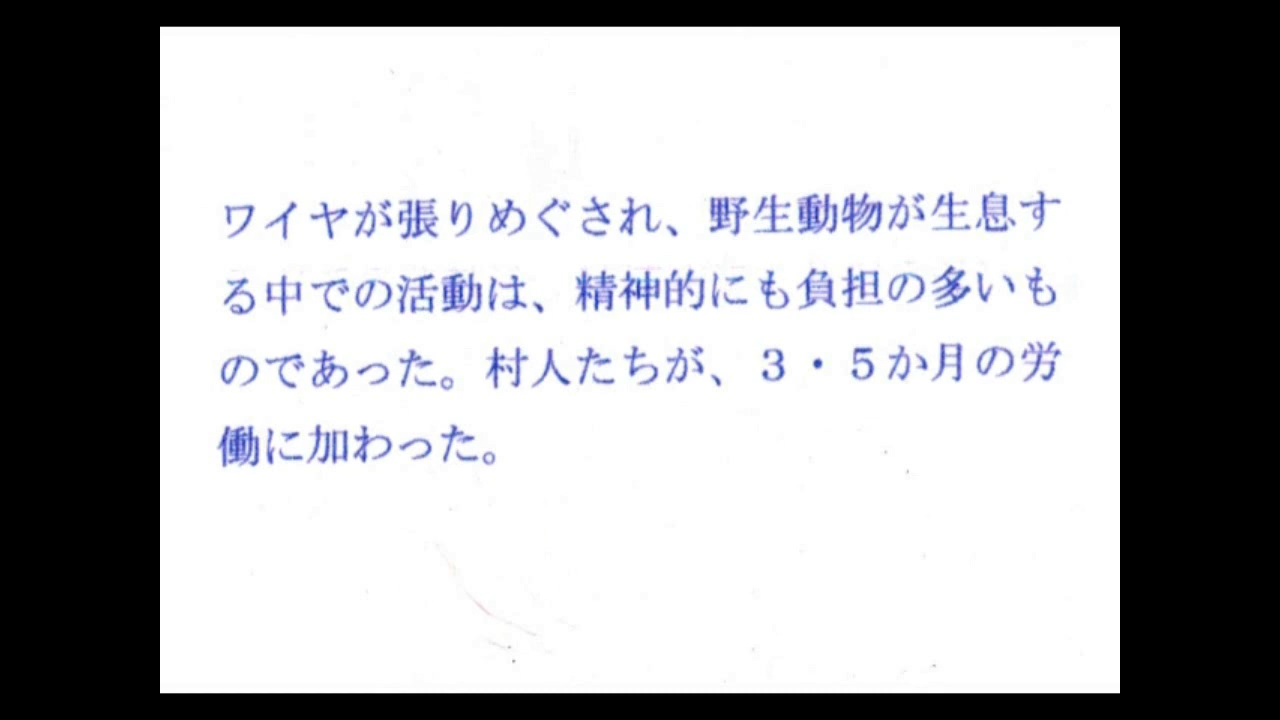 ワイヤが張りめぐされ、野生動物が生息す
る中での活動は、精神的にも負担の多いも
のであった。村人たちが、３・５か月の労
働に加わった。